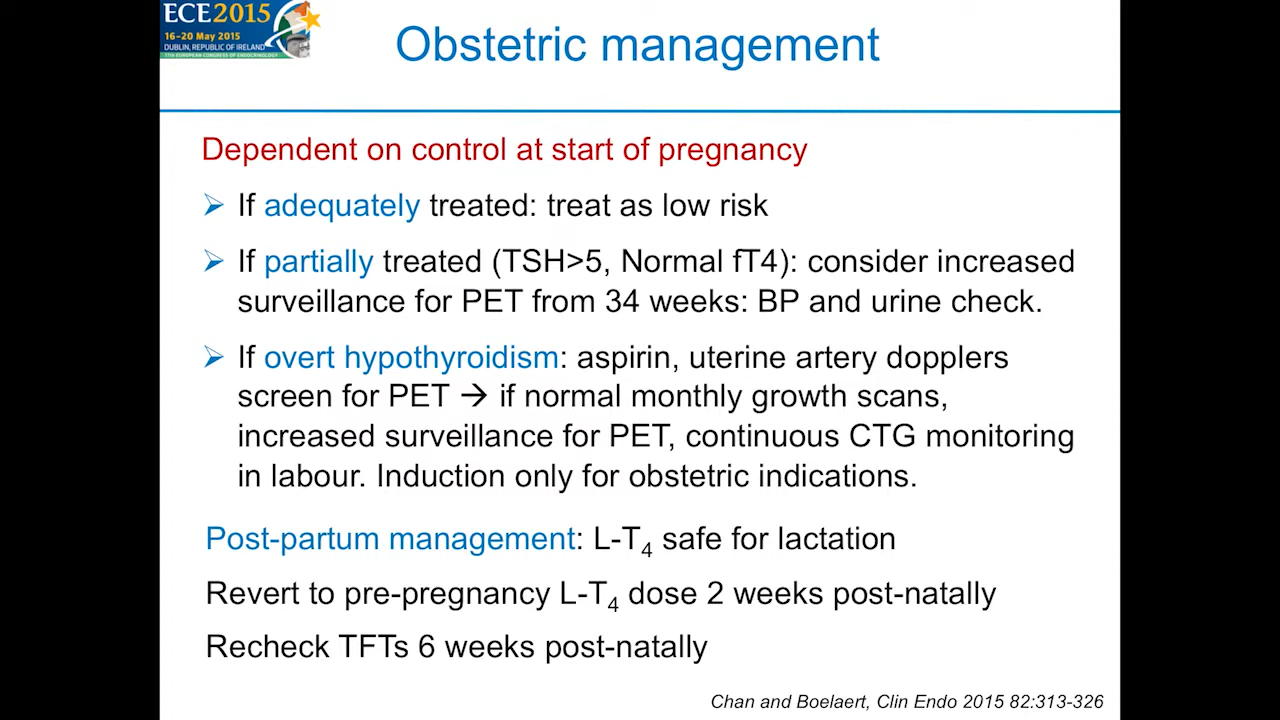 ECE2015
16-20 May 2015
DUBLIN, REPUBLIC OF IRELAND
17TH EUROPEAN CONGRESS OF ENDOCRINOLOGY
Obstetric management
Dependent on control at start of pregnancy
➢ If adequately treated: treat as low risk
➢ If partially treated (TSH>5, Normal fT4): consider increased
surveillance for PET from 34 weeks: BP and urine check.
➢ If overt hypothyroidism: aspirin, uterine artery dopplers
screen for PET → if normal monthly growth scans,
increased surveillance for PET, continuous CTG monitoring
in labour. Induction only for obstetric indications.
Post-partum management: L-T₄ safe for lactation
Revert to pre-pregnancy L-T₄ dose 2 weeks post-natally
Recheck TFTs 6 weeks post-natally
Chan and Boelaert, Clin Endo 2015 82:313-326